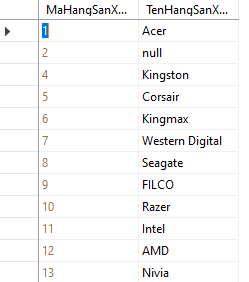 MaHangSanX... TenHangSanX...
1 Acer
2 null
4 Kingston
5 Corsair
6 Kingmax
7 Western Digital
8 Seagate
9 FILCO
10 Razer
11 Intel
12 AMD
13 Nivia